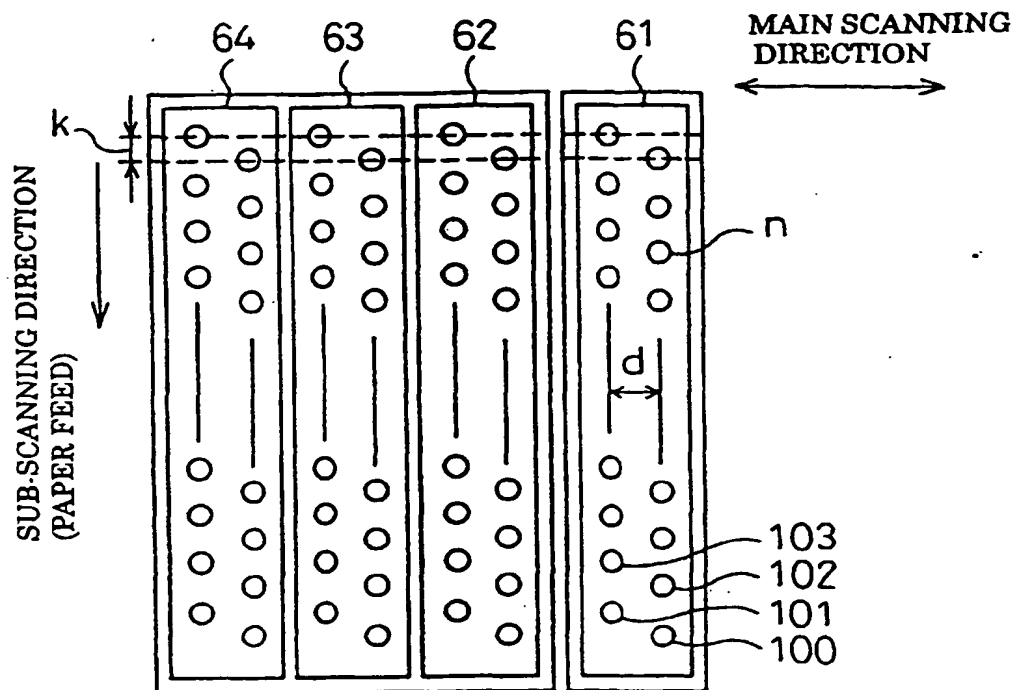 64
63
62
61
MAIN SCANNING
DIRECTION
k
SUB-SCANNING DIRECTION
(PAPER FEED)
n
d
103
102
101
100